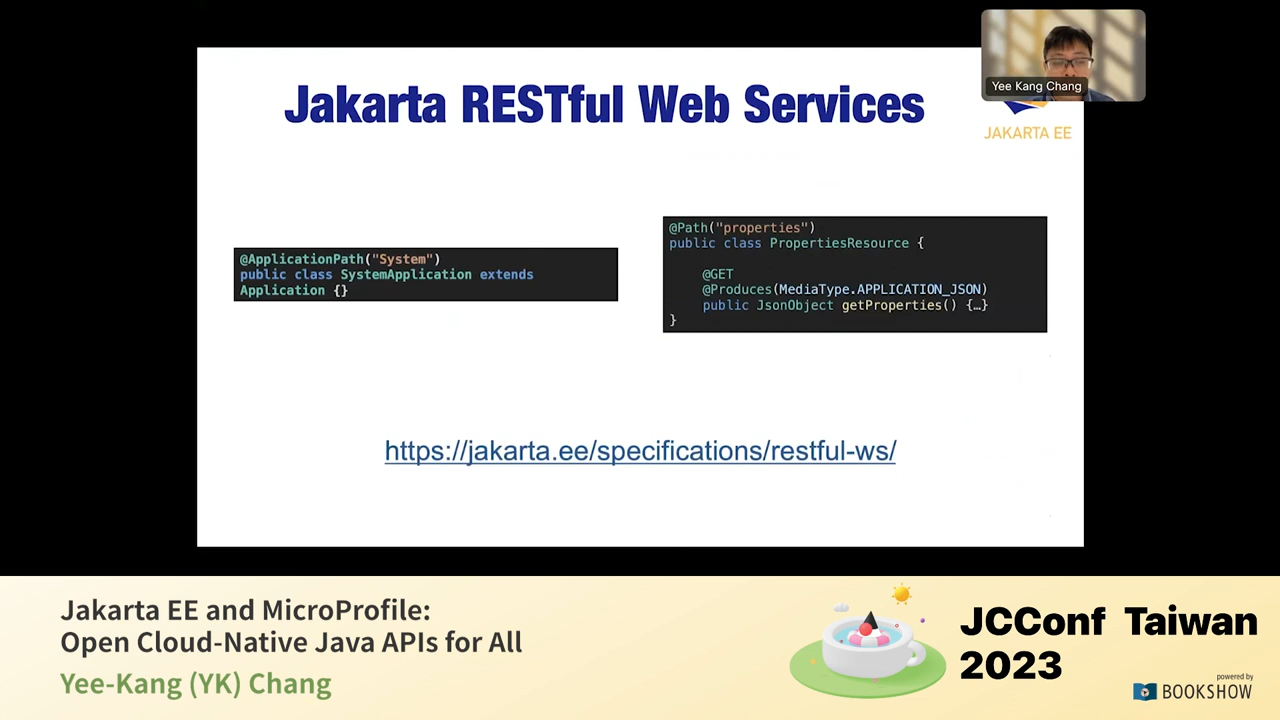 Jakarta RESTful Web Services
Yee Kang Chang
JAKARTA EE
@ApplicationPath("System")
public class SystemApplication extends
Application {}
@Path("properties")
public class PropertiesResource {
@GET
@Produces(MediaType.APPLICATION_JSON)
public JsonObject getProperties() {…}
}
https://jakarta.ee/specifications/restful-ws/
Jakarta EE and MicroProfile:
Open Cloud-Native Java APIs for All
Yee-Kang (YK) Chang
JCConf Taiwan
2023
powered by
BOOKSHOW